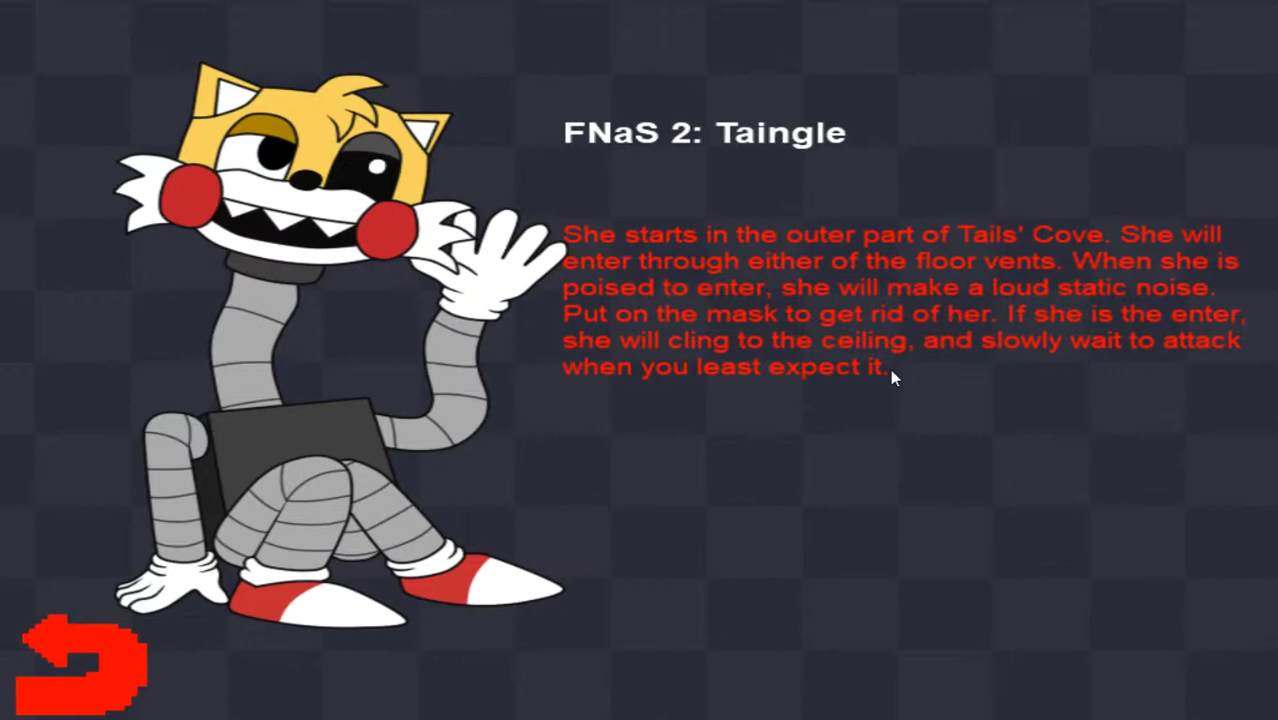 FNaS 2: Taingle
She starts in the outer part of Tails' Cove. She will
enter through either of the floor vents. When she is
poised to enter, she will make a loud static noise.
Put on the mask to get rid of her. If she is the enter,
she will cling to the ceiling, and slowly wait to attack
when you least expect it.